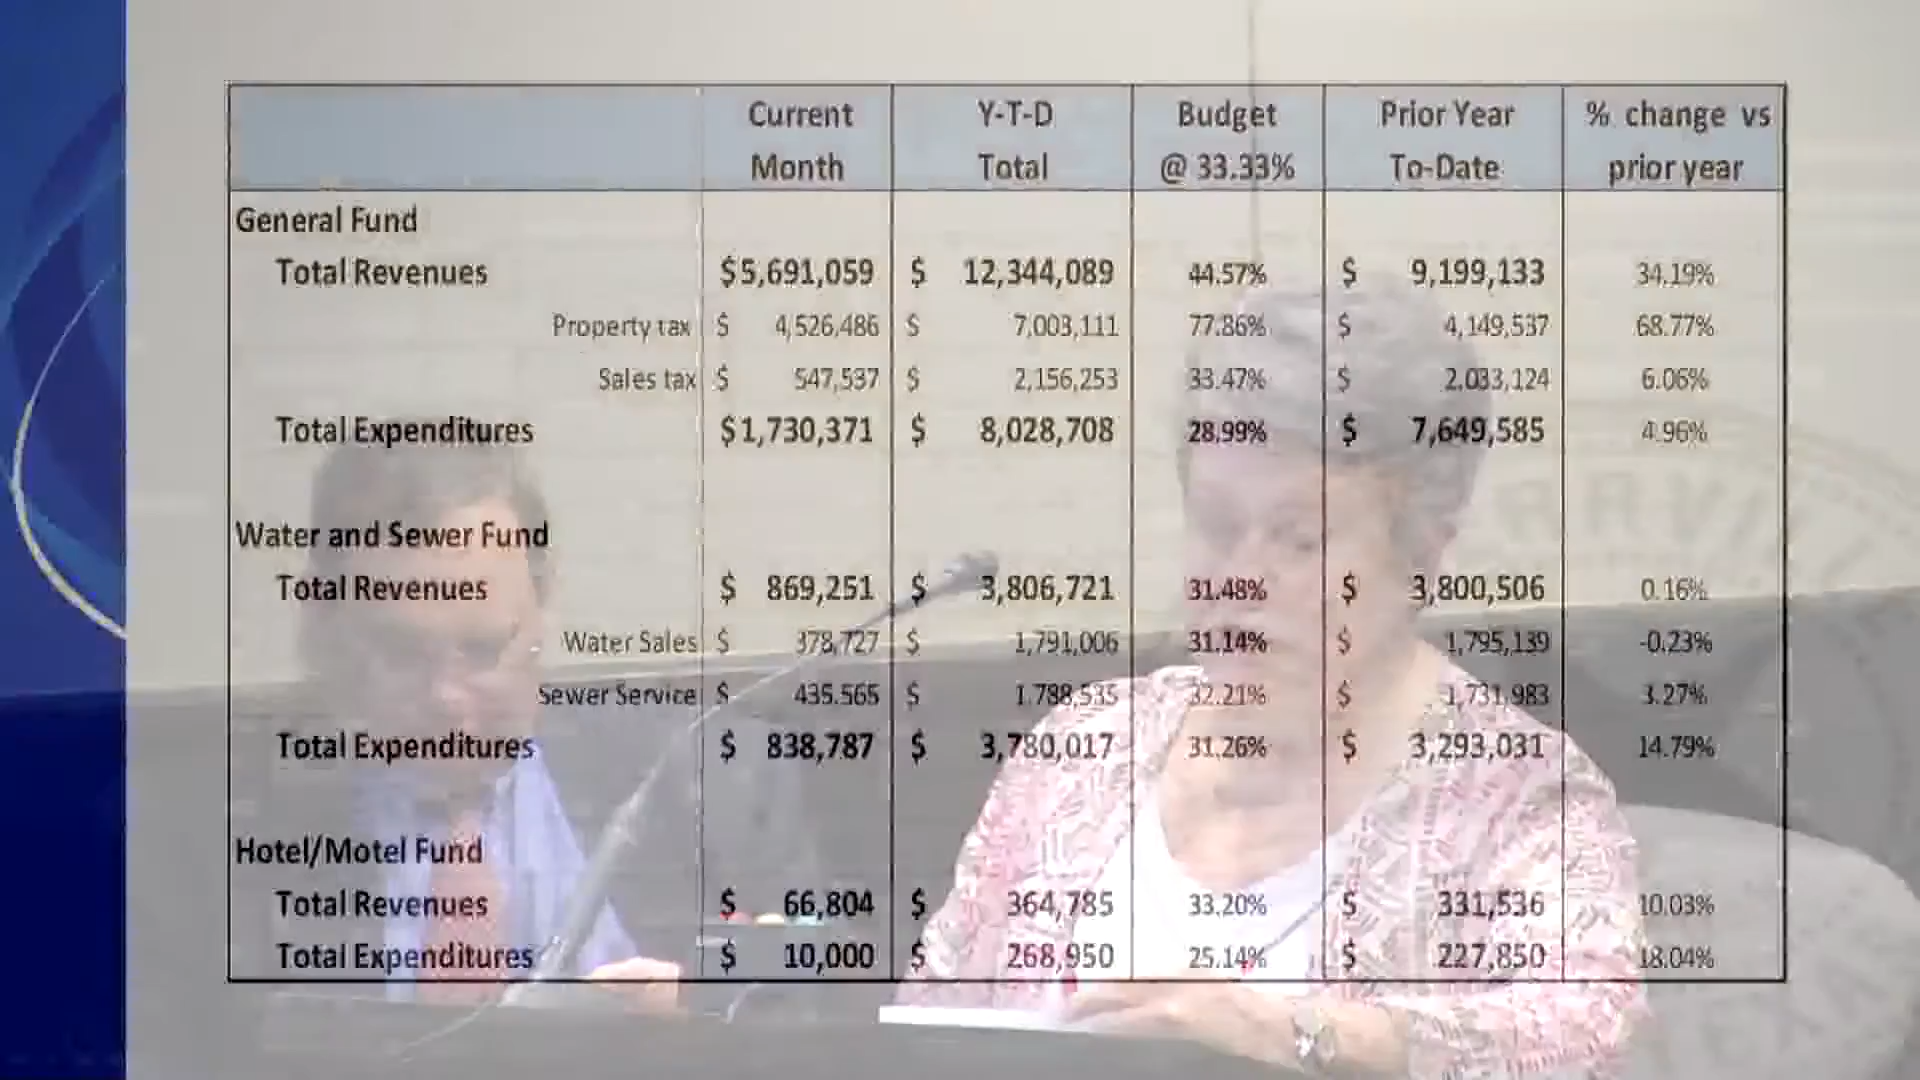 Current Y-T-D Budget Prior Year % change vs
Month Total @ 33.33% To-Date prior year
General Fund
Total Revenues $5,691,059 $ 12,344,089 44.57% $ 9,199,133 34.19%
Property tax $ 4,526,486 $ 7,003,111 77.86% $ 4,149,537 68.77%
Sales tax $ 547,537 $ 2,156,253 33.47% $ 2,033,124 6.06%
Total Expenditures $1,730,371 $ 8,028,708 28.99% $ 7,649,585 4.96%
Water and Sewer Fund
Total Revenues $ 869,251 $ 3,806,721 31.48% $ 3,800,506 0.16%
Water Sales $ 378,727 $ 1,791,006 31.14% $ 1,795,139 -0.23%
Sewer Service $ 435,565 $ 1,788,535 32.21% $ 1,731,983 3.27%
Total Expenditures $ 838,787 $ 3,780,017 31.26% $ 3,293,031 14.79%
Hotel/Motel Fund
Total Revenues $ 66,804 $ 364,785 33.20% $ 331,536 10.03%
Total Expenditures $ 10,000 $ 268,950 25.14% $ 227,850 18.04%